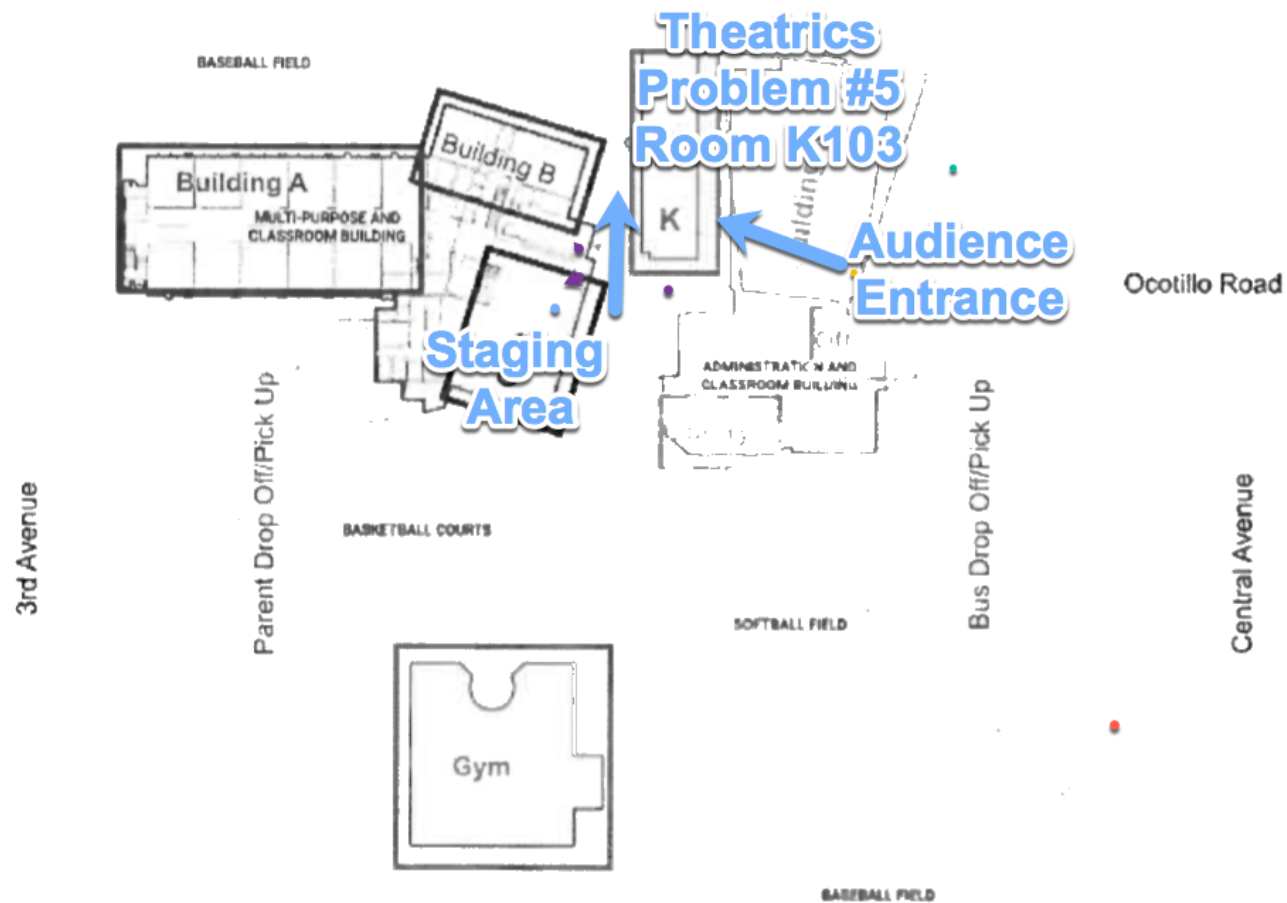 Theatrics
Problem #5
Room K103
BASEBALL FIELD
Building B
Building A
MULTI-PURPOSE AND
CLASSROOM BUILDING
K
Audience
Entrance
Ocotillo Road
Staging
Area
ADMINISTRATION AND
CLASSROOM BUILDING
Parent Drop Off/Pick Up
Bus Drop Off/Pick Up
3rd Avenue
Central Avenue
BASKETBALL COURTS
SOFTBALL FIELD
Gym
BASEBALL FIELD